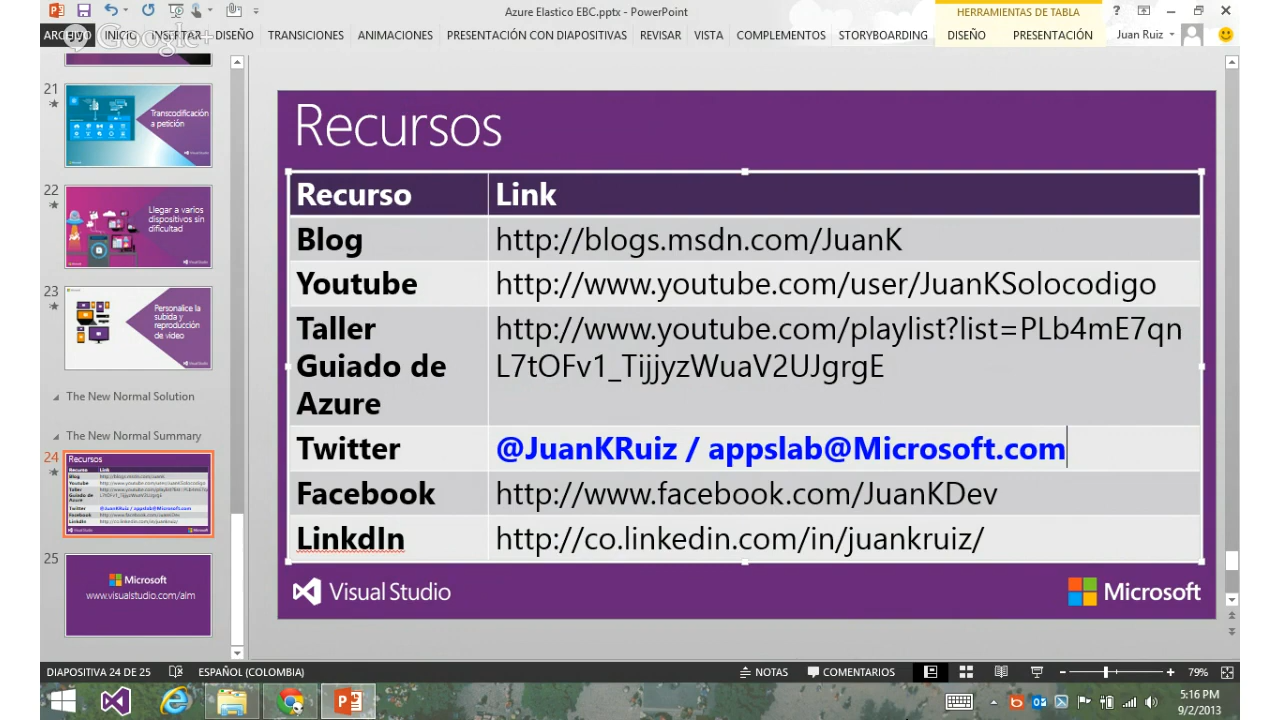 Azure Elastico EBC.pptx - PowerPoint
HERRAMIENTAS DE TABLA
ARCHIVO INICIO INSERTAR DISEÑO TRANSICIONES ANIMACIONES PRESENTACIÓN CON DIAPOSITIVAS REVISAR VISTA COMPLEMENTOS STORYBOARDING DISEÑO PRESENTACIÓN Juan Ruiz
Google+
21
Transcodificación
a petición
22
Llegar a varios
dispositivos sin
dificultad
23
Personalice la
subida y
reproducción
de vídeo
The New Normal Solution
The New Normal Summary
24
Recursos
25
Microsoft
www.visualstudio.com/alm
Recursos
Recurso Link
Blog http://blogs.msdn.com/JuanK
Youtube http://www.youtube.com/user/JuanKSolocodigo
Taller http://www.youtube.com/playlist?list=PLb4mE7qn
Guiado de L7tOFv1_TijjyzWuaV2UJgrgE
Azure
Twitter @JuanKRuiz / appslab@Microsoft.com
Facebook http://www.facebook.com/JuanKDev
LinkdIn http://co.linkedin.com/in/juankruiz/
Visual Studio Microsoft
DIAPOSITIVA 24 DE 25 ESPAÑOL (COLOMBIA) NOTAS COMENTARIOS 79%
5:16 PM
9/2/2013